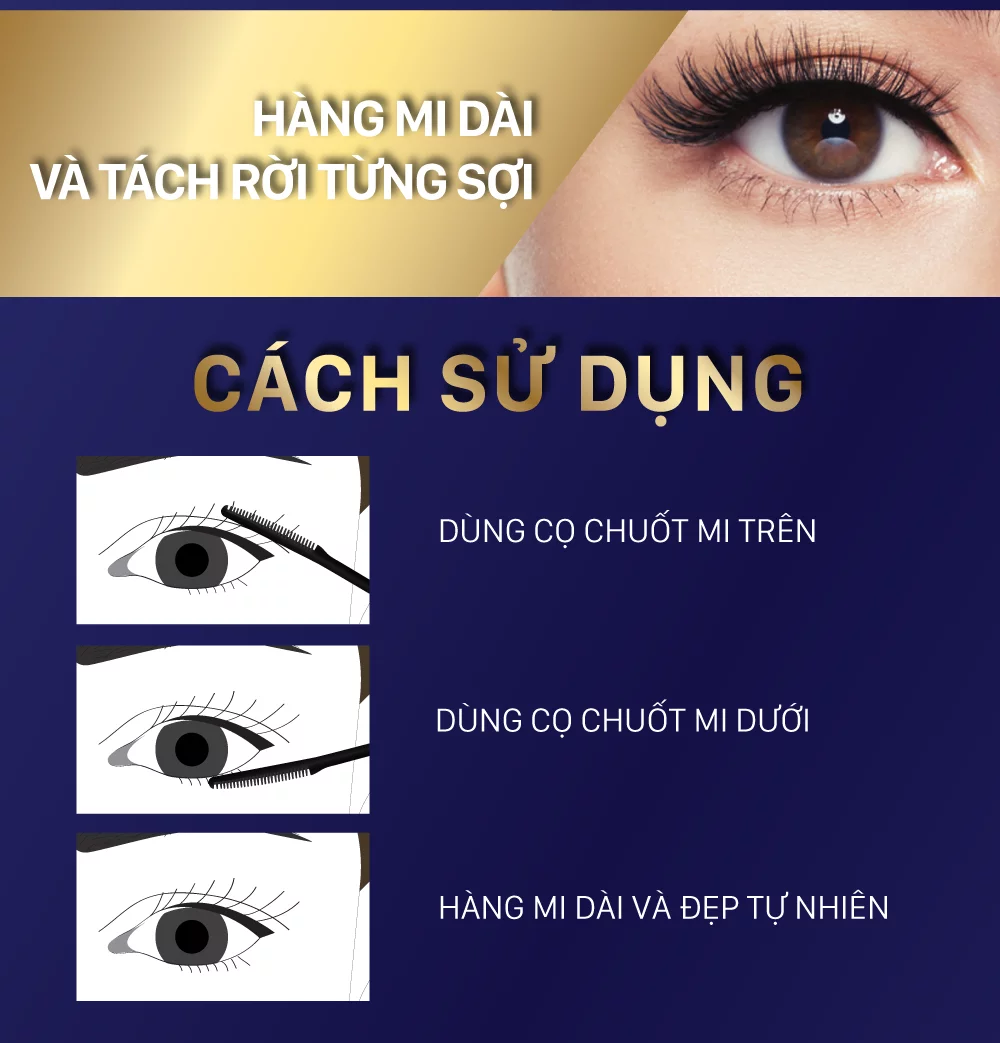 HÀNG MI DÀI
VÀ TÁCH RỜI TỪNG SỢI
CÁCH SỬ DỤNG
DÙNG CỌ CHUỐT MI TRÊN
DÙNG CỌ CHUỐT MI DƯỚI
HÀNG MI DÀI VÀ ĐẸP TỰ NHIÊN